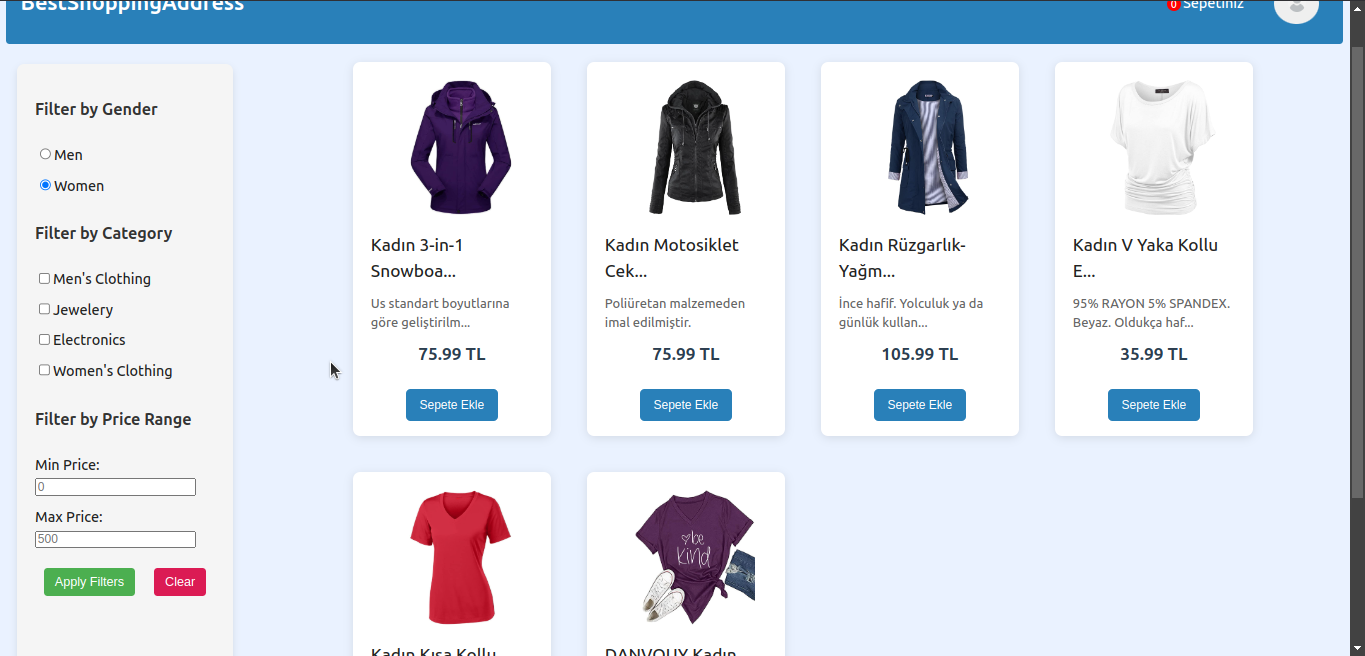 BestShoppingAddress
0 Sepetiniz
Filter by Gender
Men
Women
Filter by Category
Men's Clothing
Jewelery
Electronics
Women's Clothing
Filter by Price Range
Min Price:
0
Max Price:
500
Apply Filters
Clear
Kadın 3-in-1
Snowboa...
Us standart boyutlarına
göre geliştirilm...
75.99 TL
Sepete Ekle
Kadın Motosiklet
Cek...
Poliüretan malzemeden
imal edilmiştir.
75.99 TL
Sepete Ekle
Kadın Rüzgarlık-
Yağm...
İnce hafif. Yolculuk ya da
günlük kullan...
105.99 TL
Sepete Ekle
Kadın V Yaka Kollu
E...
95% RAYON 5% SPANDEX.
Beyaz. Oldukça haf...
35.99 TL
Sepete Ekle
Kadın Kısa Kollu
be
kind
DANVOUY Kadın